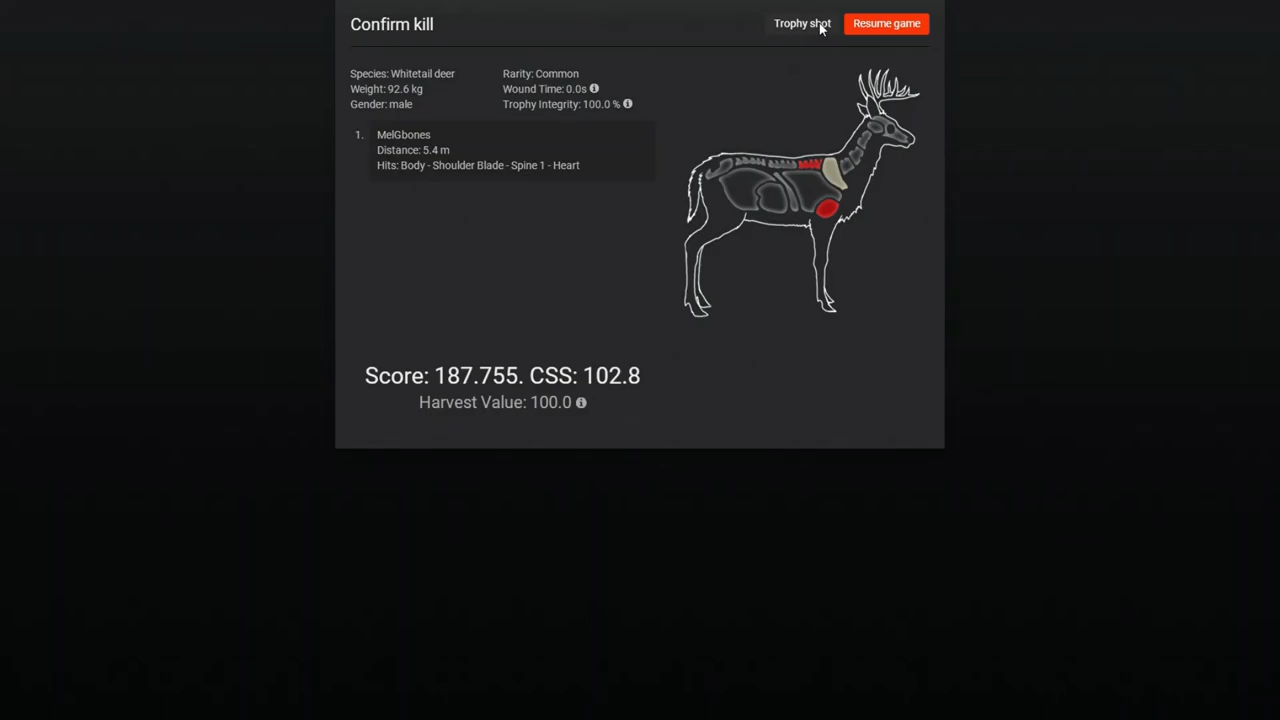 Confirm kill
Trophy shot
Resume game
Species: Whitetail deer
Weight: 92.6 kg
Gender: male
Rarity: Common
Wound Time: 0.0s
Trophy Integrity: 100.0 %
1.
MelGbones
Distance: 5.4 m
Hits: Body - Shoulder Blade - Spine 1 - Heart
Score: 187.755. CSS: 102.8
Harvest Value: 100.0